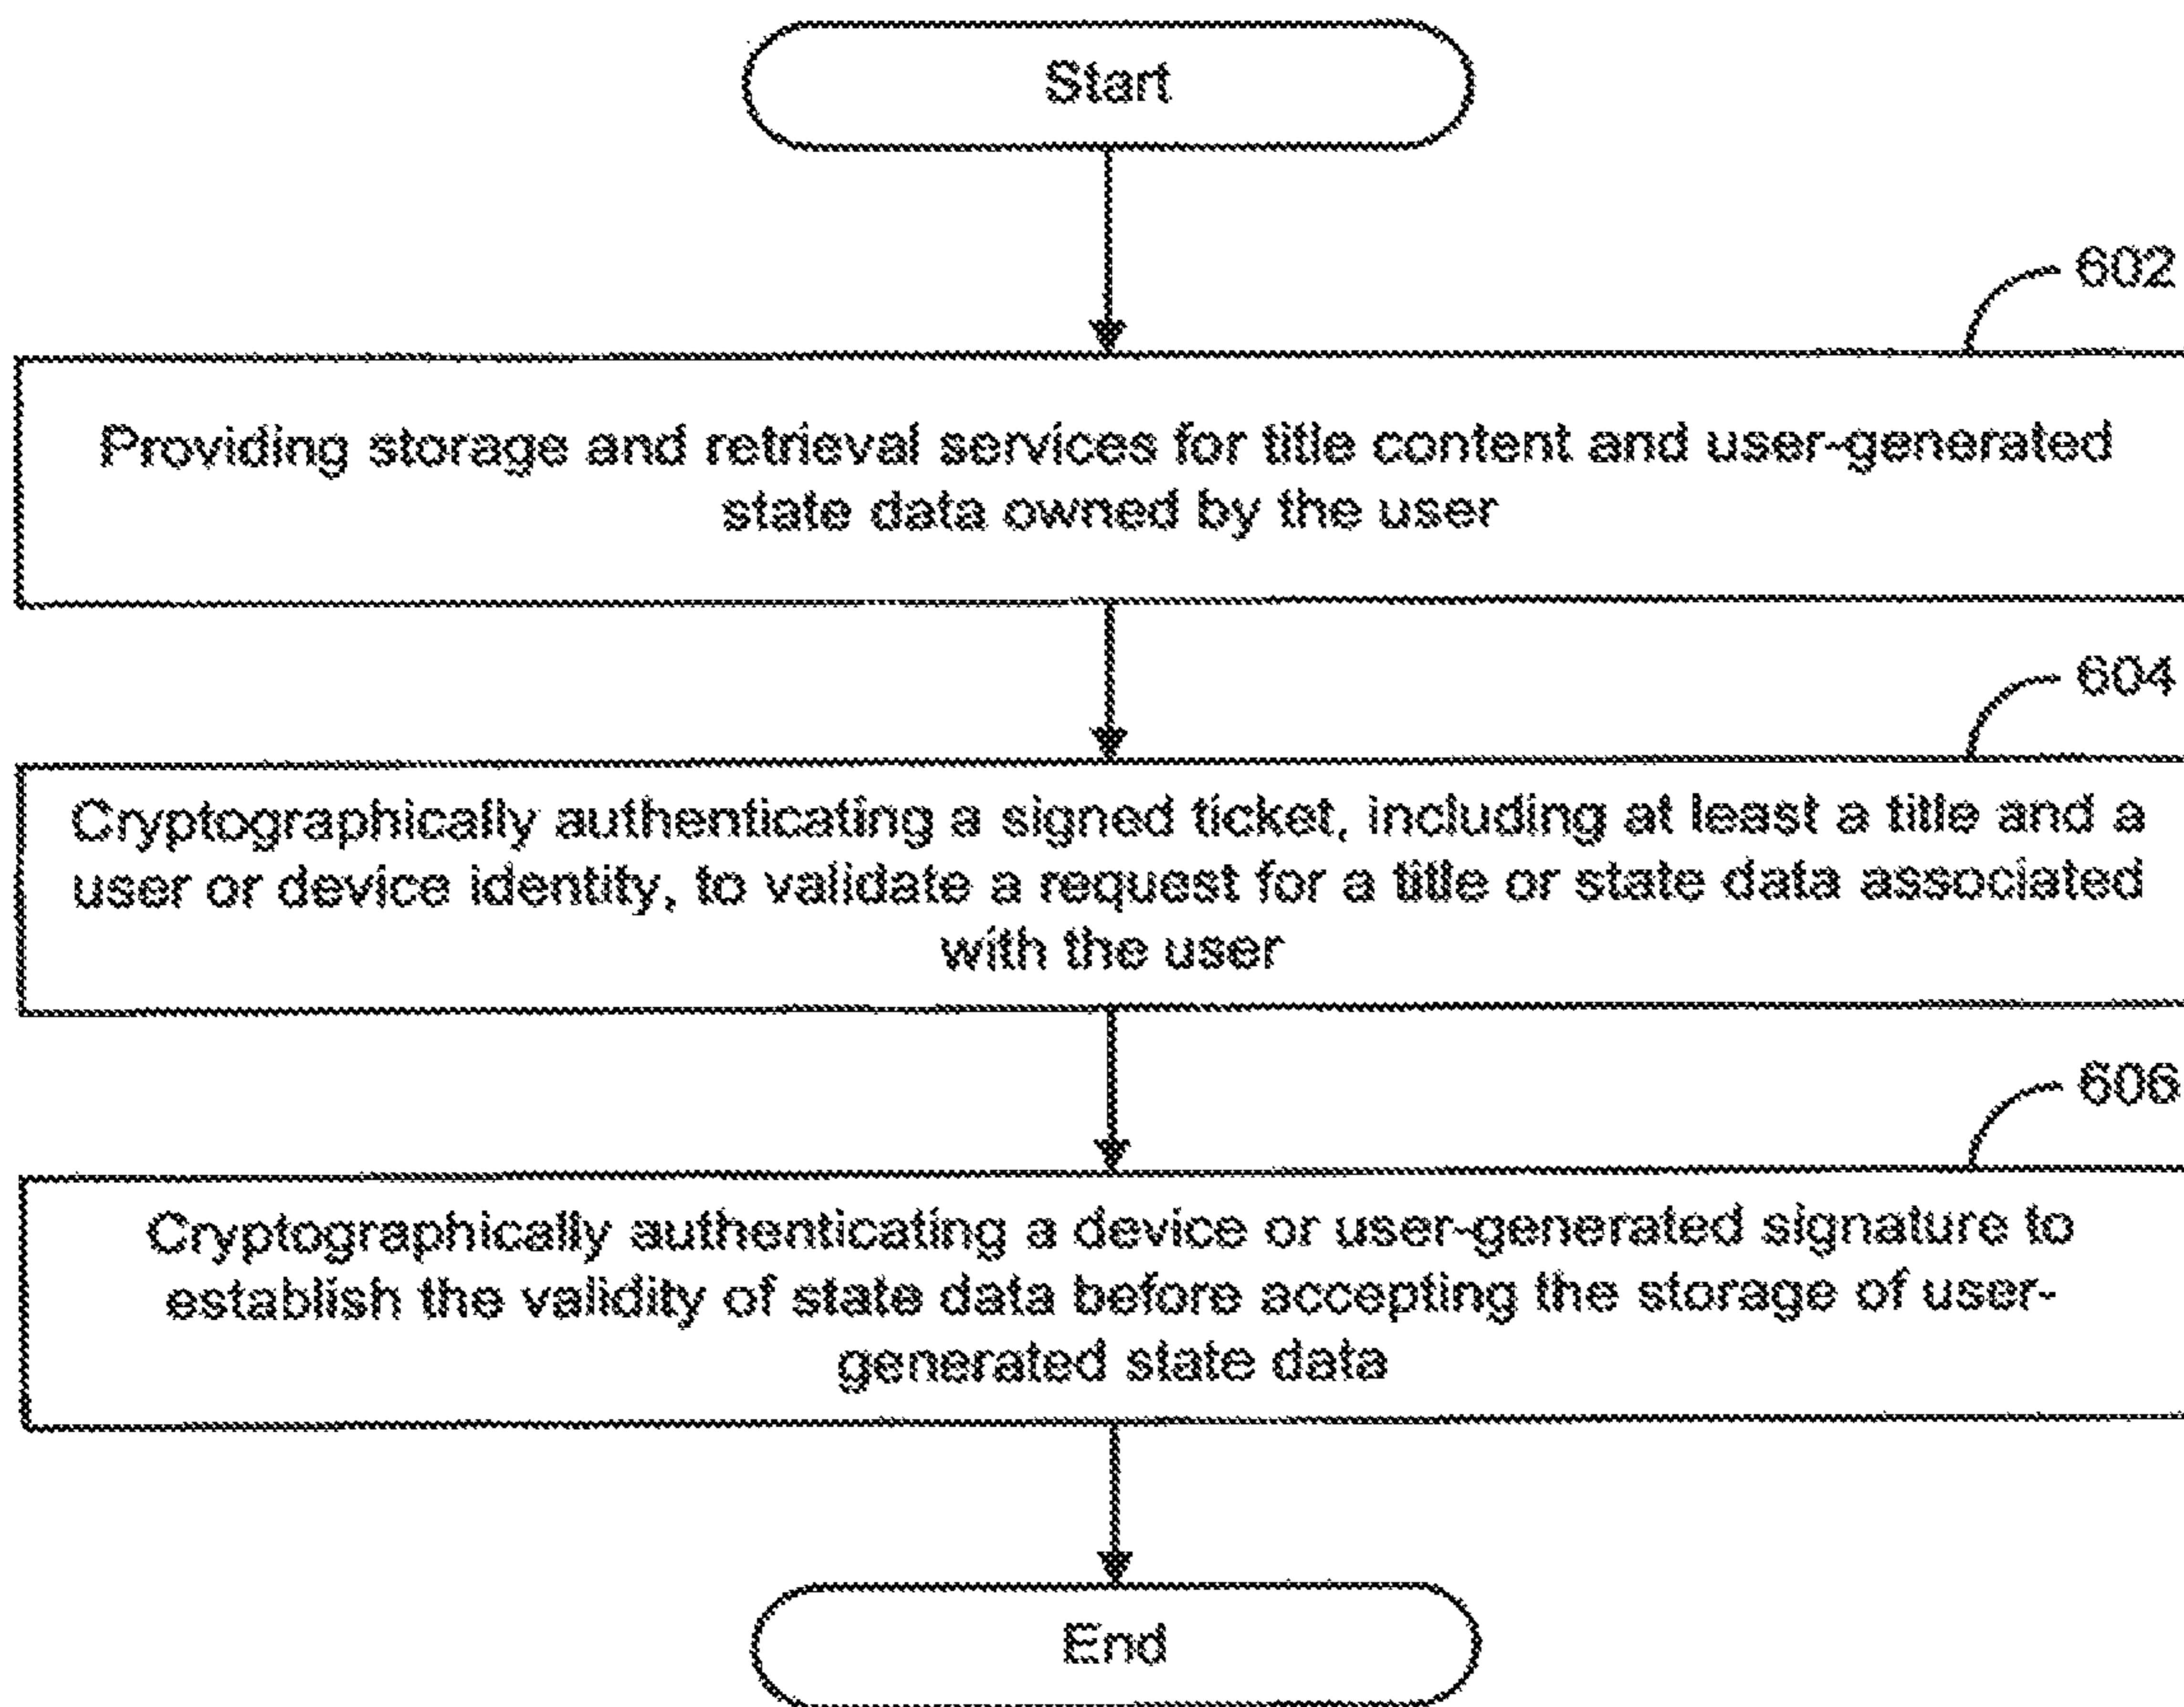 Start
602
Providing storage and retrieval services for title content and user-generated
state data owned by the user
604
Cryptographically authenticating a signed ticket, including at least a title and a
user or device identity, to validate a request for a title or state data associated
with the user
606
Cryptographically authenticating a device or user-generated signature to
establish the validity of state data before accepting the storage of user-
generated state data
End